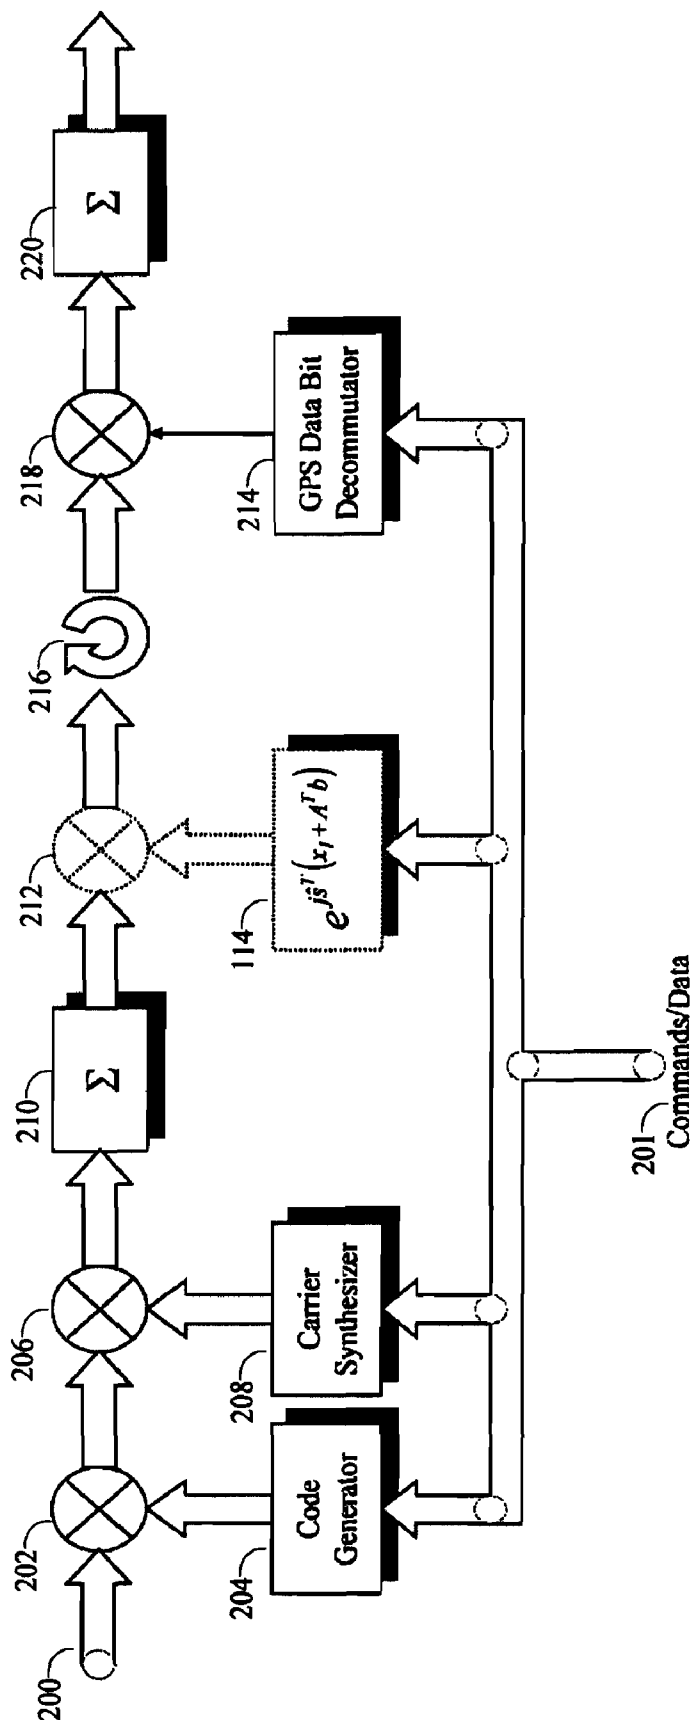 200
202
206
210
212
216
218
220
Σ
Σ
204
Code
Generator
208
Carrier
Synthesizer
114
e^{jŝ^T(x_I + A^T b)}
214
GPS Data Bit
Decommutator
201
Commands/Data